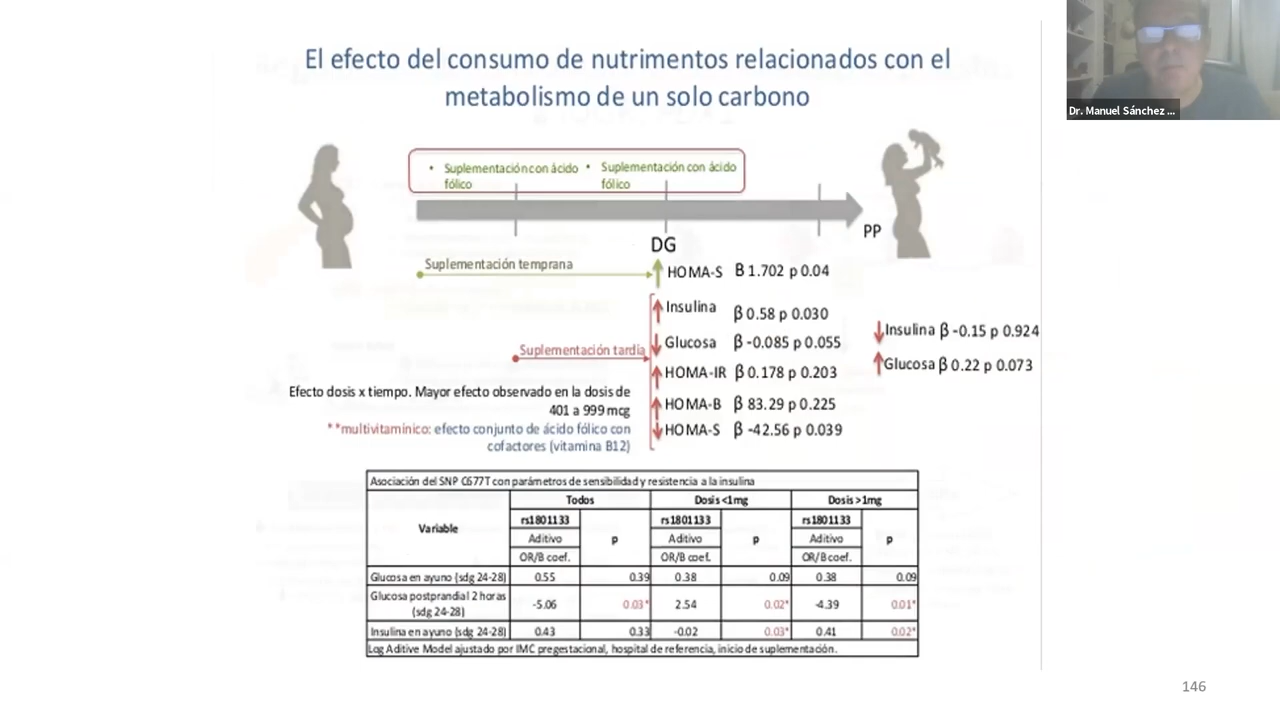 El efecto del consumo de nutrimentos relacionados con el
metabolismo de un solo carbono
Dr. Manuel Sánchez ...
• Suplementación con ácido fólico
• Suplementación con ácido fólico
PP
DG
Suplementación temprana
HOMA-S B 1.702 p 0.04
Insulina β 0.58 p 0.030
Glucosa β -0.085 p 0.055
Suplementación tardía
HOMA-IR β 0.178 p 0.203
HOMA-B β 83.29 p 0.225
HOMA-S β -42.56 p 0.039
Insulina β -0.15 p 0.924
Glucosa β 0.22 p 0.073
Efecto dosis x tiempo. Mayor efecto observado en la dosis de
401 a 999 mcg
**multivitamínico: efecto conjunto de ácido fólico con
cofactores (vitamina B12)
Asociación del SNP C677T con parámetros de sensibilidad y resistencia a la insulina
Variable Todos Dosis <1mg Dosis >1mg
rs1801133 p rs1801133 p rs1801133 p
Aditivo Aditivo Aditivo
OR/B coef. OR/B coef. OR/B coef.
Glucosa en ayuno (sdg 24-28) 0.55 0.39 0.38 0.09 0.38 0.09
Glucosa postprandial 2 horas
(sdg 24-28) -5.06 0.03* 2.54 0.02* -4.39 0.01*
Insulina en ayuno (sdg 24-28) 0.43 0.33 -0.02 0.03* 0.41 0.02*
Log Aditive Model ajustado por IMC pregestacional, hospital de referencia, inicio de suplementación.
146